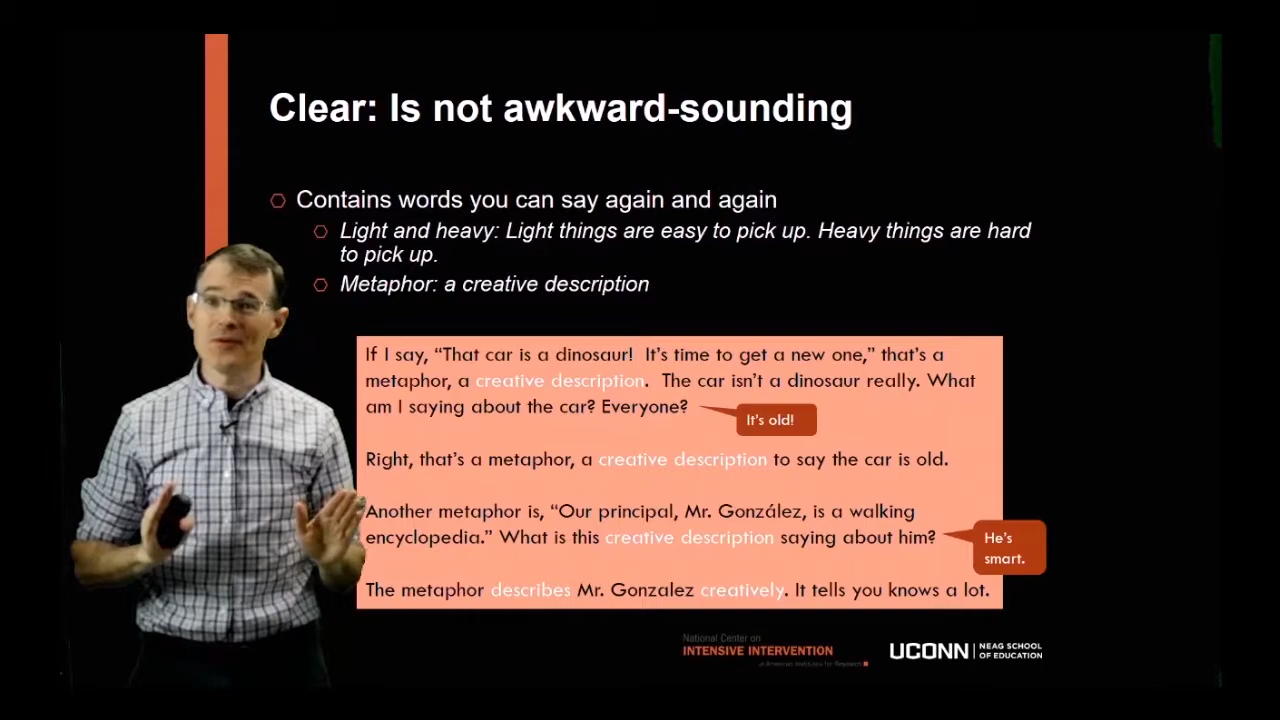 Clear: Is not awkward-sounding
Contains words you can say again and again
Light and heavy: Light things are easy to pick up. Heavy things are hard
to pick up.
Metaphor: a creative description
If I say, “That car is a dinosaur!  It’s time to get a new one,” that’s a
metaphor, a creative description.  The car isn’t a dinosaur really. What
am I saying about the car? Everyone?
It’s old!
Right, that’s a metaphor, a creative description to say the car is old.
Another metaphor is, “Our principal, Mr. González, is a walking
encyclopedia.” What is this creative description saying about him?
He’s
smart.
The metaphor describes Mr. Gonzalez creatively. It tells you knows a lot.
National Center on
INTENSIVE INTERVENTION
at American Institutes for Research
UCONN
NEAG SCHOOL
OF EDUCATION